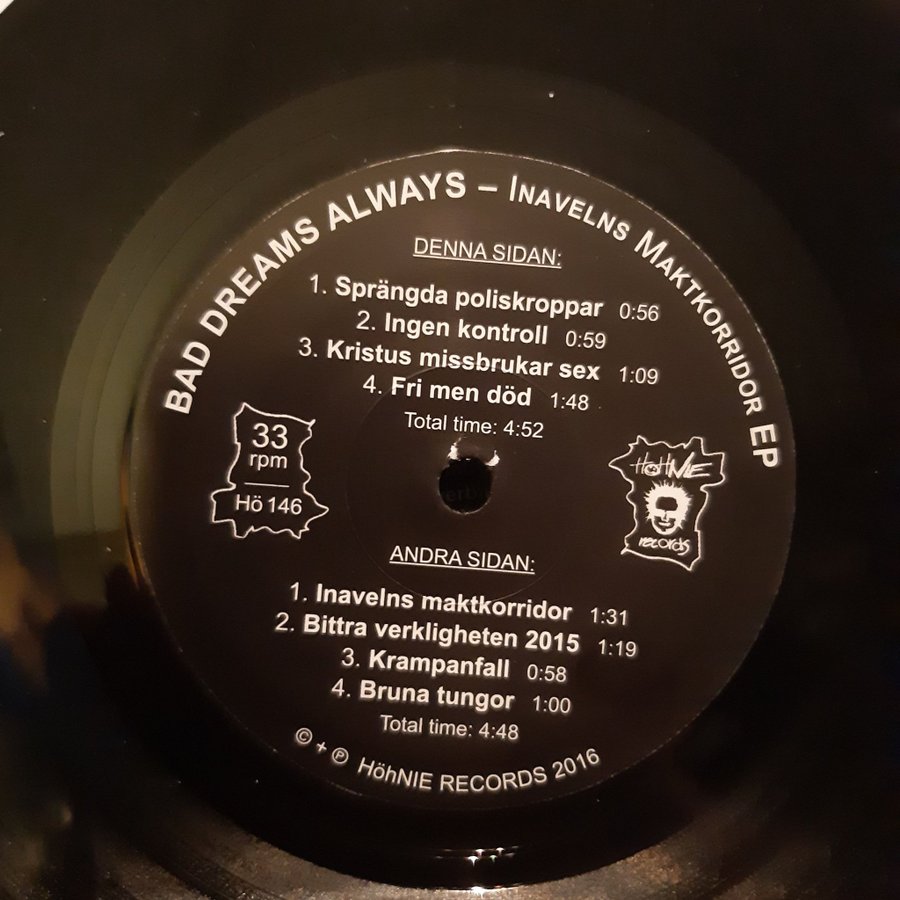 BAD DREAMS ALWAYS – INAVELNS MAKTKORRIDOR EP
DENNA SIDAN:
1. Sprängda poliskroppar 0:56
2. Ingen kontroll 0:59
3. Kristus missbrukar sex 1:09
4. Fri men död 1:48
Total time: 4:52
33
rpm
Hö 146
HöHNIE
records
ANDRA SIDAN:
1. Inavelns maktkorridor 1:31
2. Bittra verkligheten 2015 1:19
3. Krampanfall 0:58
4. Bruna tungor 1:00
Total time: 4:48
© + ℗ HöhNIE RECORDS 2016